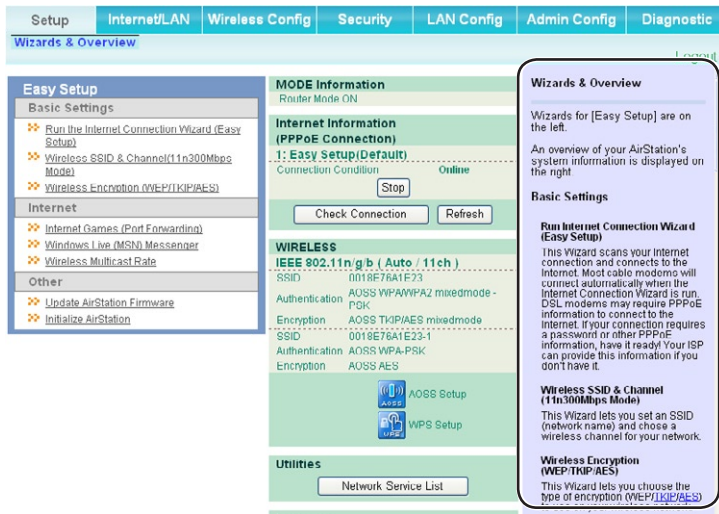 Setup
Internet/LAN
Wireless Config
Security
LAN Config
Admin Config
Diagnostic
Wizards & Overview
Logout
Easy Setup
Basic Settings
Run the Internet Connection Wizard (Easy
Setup)
Wireless SSID & Channel(11n300Mbps
Mode)
Wireless Encryption (WEP/TKIP/AES)
Internet
Internet Games (Port Forwarding)
Windows Live (MSN) Messenger
Wireless Multicast Rate
Other
Update AirStation Firmware
Initialize AirStation
MODE Information
Router Mode ON
Internet Information
(PPPoE Connection)
1: Easy Setup(Default)
Connection Condition Online
Stop
Check Connection Refresh
WIRELESS
IEEE 802.11n/g/b ( Auto / 11ch )
SSID 0018E76A1E23
Authentication AOSS WPA/WPA2 mixedmode -
PSK
Encryption AOSS TKIP/AES mixedmode
SSID 0018E76A1E23-1
Authentication AOSS WPA-PSK
Encryption AOSS AES
AOSS AOSS Setup
WPS WPS Setup
Utilities
Network Service List
Wizards & Overview
Wizards for [Easy Setup] are on
the left.
An overview of your AirStation's
system information is displayed on
the right.
Basic Settings
Run Internet Connection Wizard
(Easy Setup)
This Wizard scans your Internet
connection and connects to the
Internet. Most cable modems will
connect automatically when the
Internet Connection Wizard is run.
DSL modems may require PPPoE
information to connect to the
Internet. If your connection requires
a password or other PPPoE
information, have it ready! Your ISP
can provide this information if you
don't have it.
Wireless SSID & Channel
(11n300Mbps Mode)
This Wizard lets you set an SSID
(network name) and chose a
wireless channel for your network.
Wireless Encryption
(WEP/TKIP/AES)
This Wizard lets you choose the
type of encryption (WEP/TKIP/AES)
to use on your wireless network.